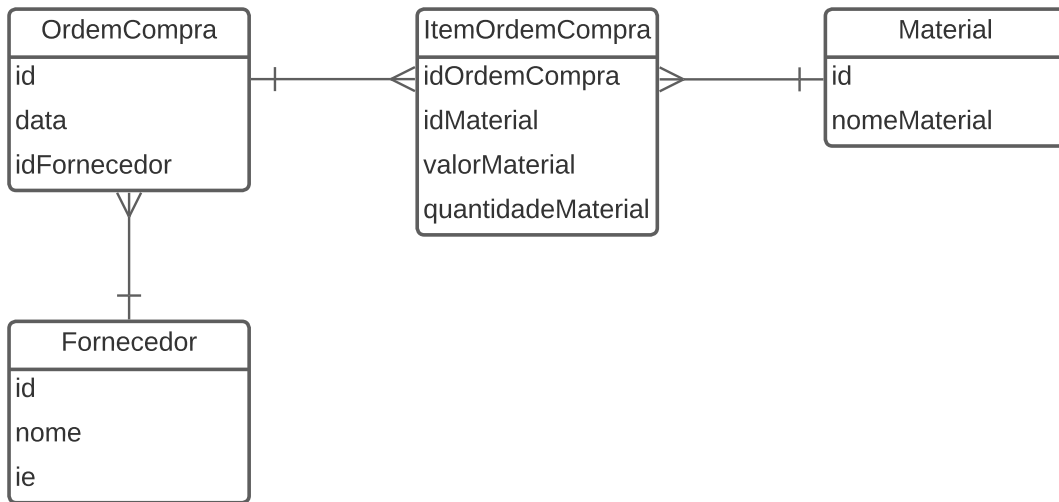 OrdemCompra
id
data
idFornecedor
ItemOrdemCompra
idOrdemCompra
idMaterial
valorMaterial
quantidadeMaterial
Material
id
nomeMaterial
Fornecedor
id
nome
ie